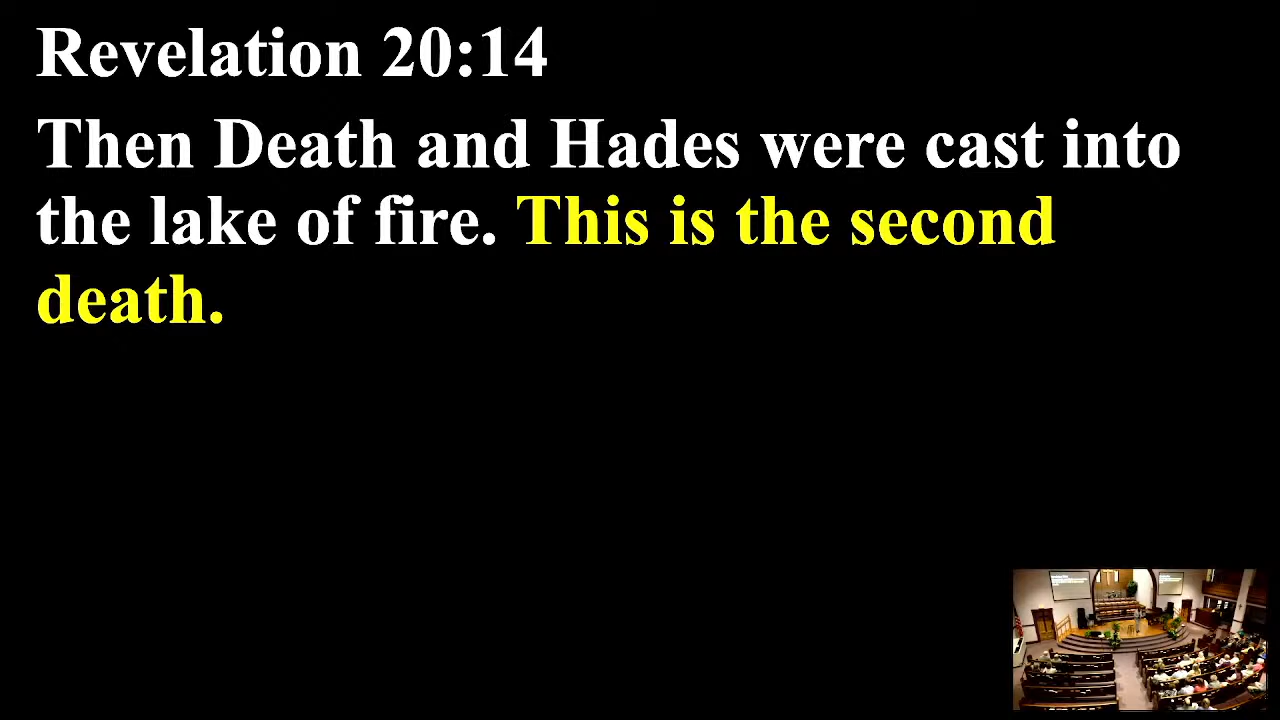 Revelation 20:14
Then Death and Hades were cast into
the lake of fire. This is the second
death.